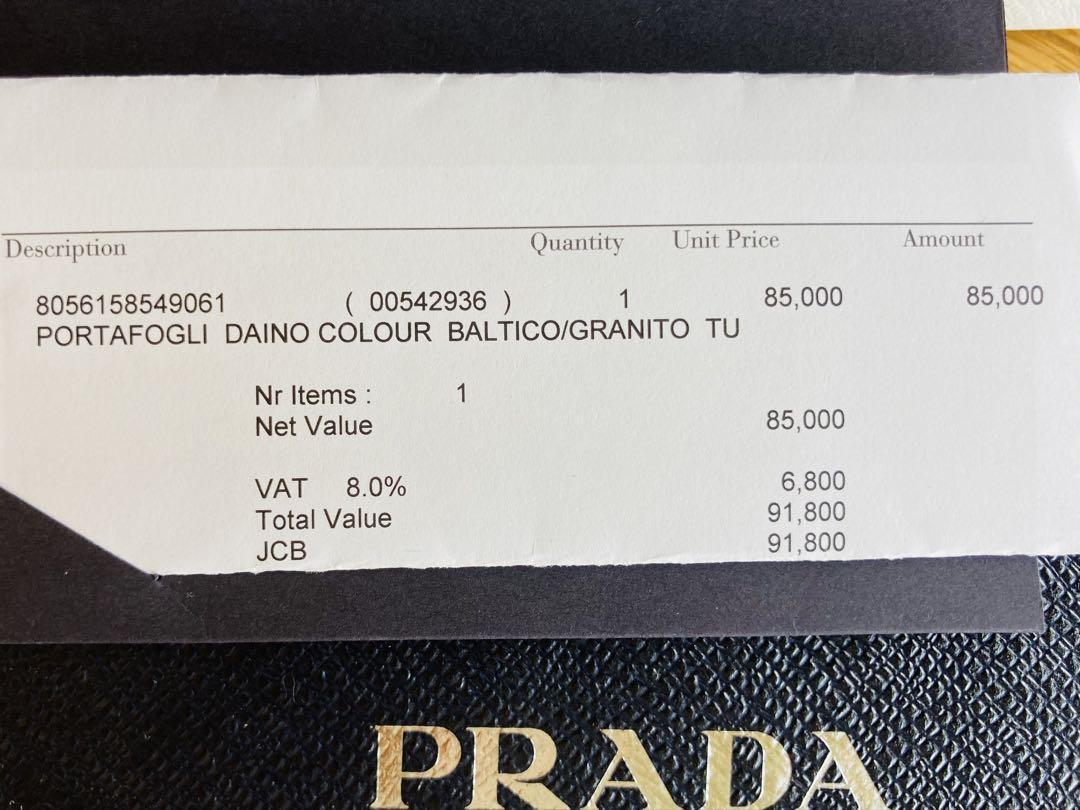 Description Quantity Unit Price Amount
8056158549061 ( 00542936 ) 1 85,000 85,000
PORTAFOGLI DAINO COLOUR BALTICO/GRANITO TU
Nr Items : 1
Net Value 85,000
VAT 8.0% 6,800
Total Value 91,800
JCB 91,800
PRADA